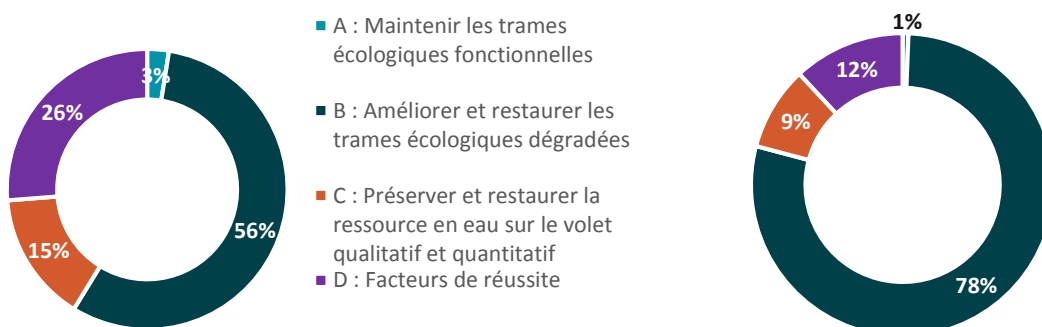 3%
26%
56%
15%
A : Maintenir les trames
écologiques fonctionnelles
B : Améliorer et restaurer les
trames écologiques dégradées
C : Préserver et restaurer la
ressource en eau sur le volet
qualitatif et quantitatif
D : Facteurs de réussite
1%
12%
9%
78%